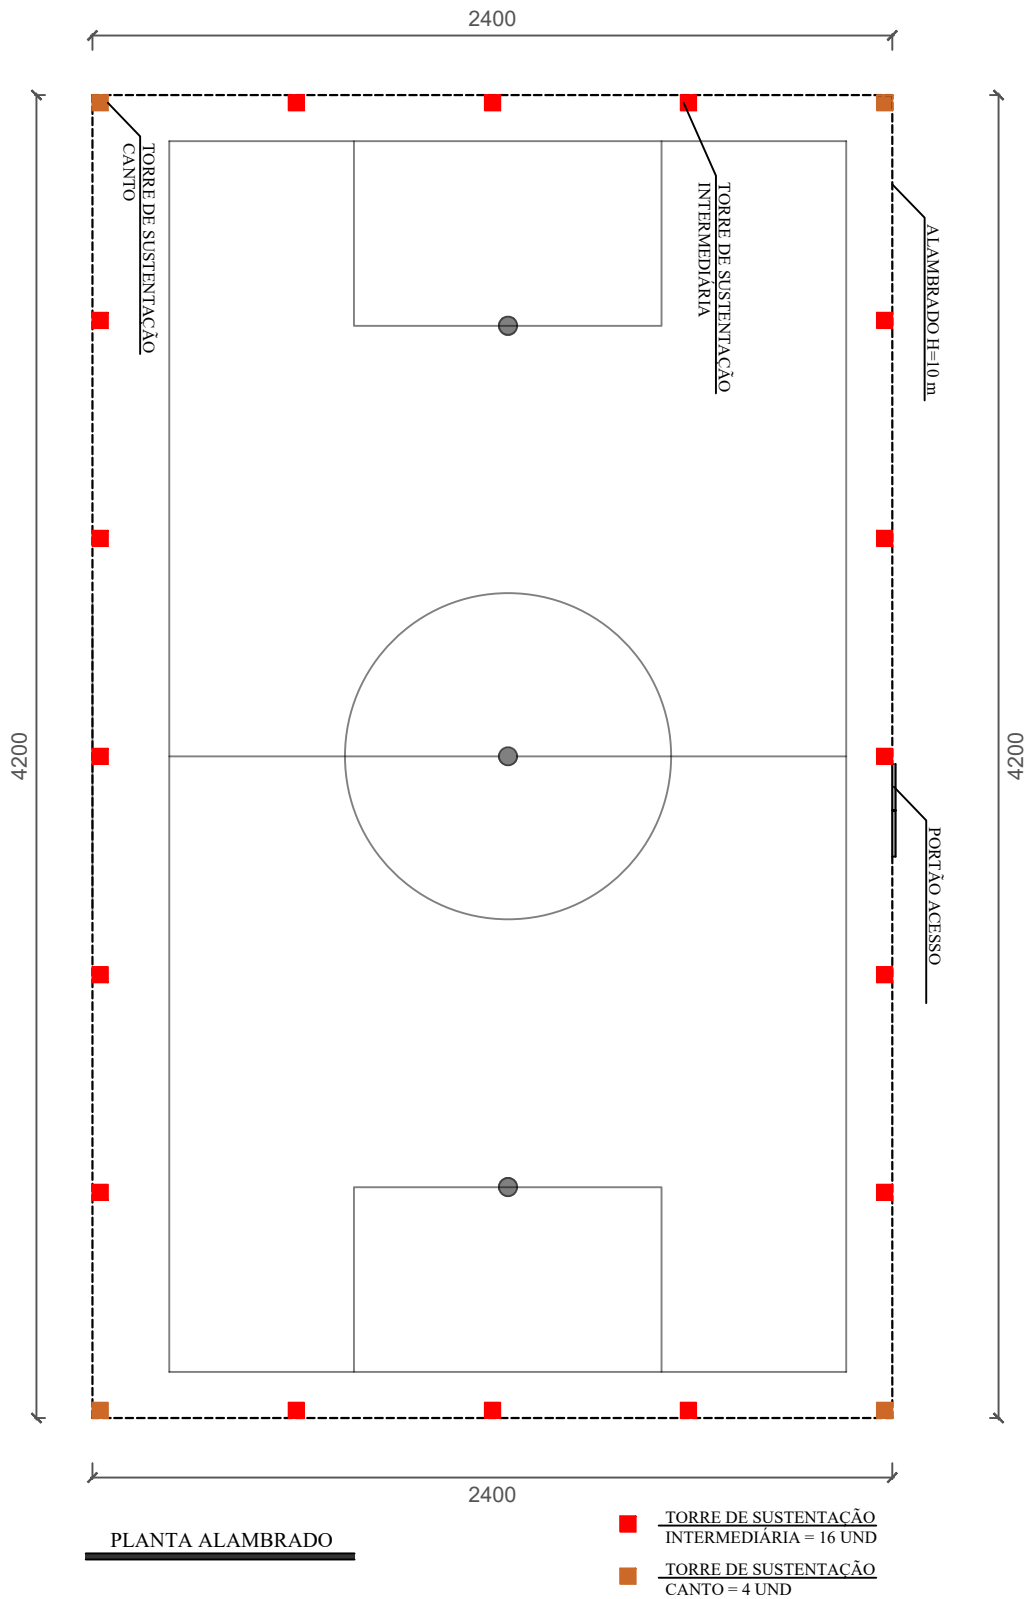 2400
TORRE DE SUSTENTAÇÃO
CANTO
TORRE DE SUSTENTAÇÃO
INTERMEDIÁRIA
ALAMBRADO H=10 m
4200
4200
PORTÃO ACESSO
2400
PLANTA ALAMBRADO
TORRE DE SUSTENTAÇÃO
INTERMEDIÁRIA = 16 UND
TORRE DE SUSTENTAÇÃO
CANTO = 4 UND